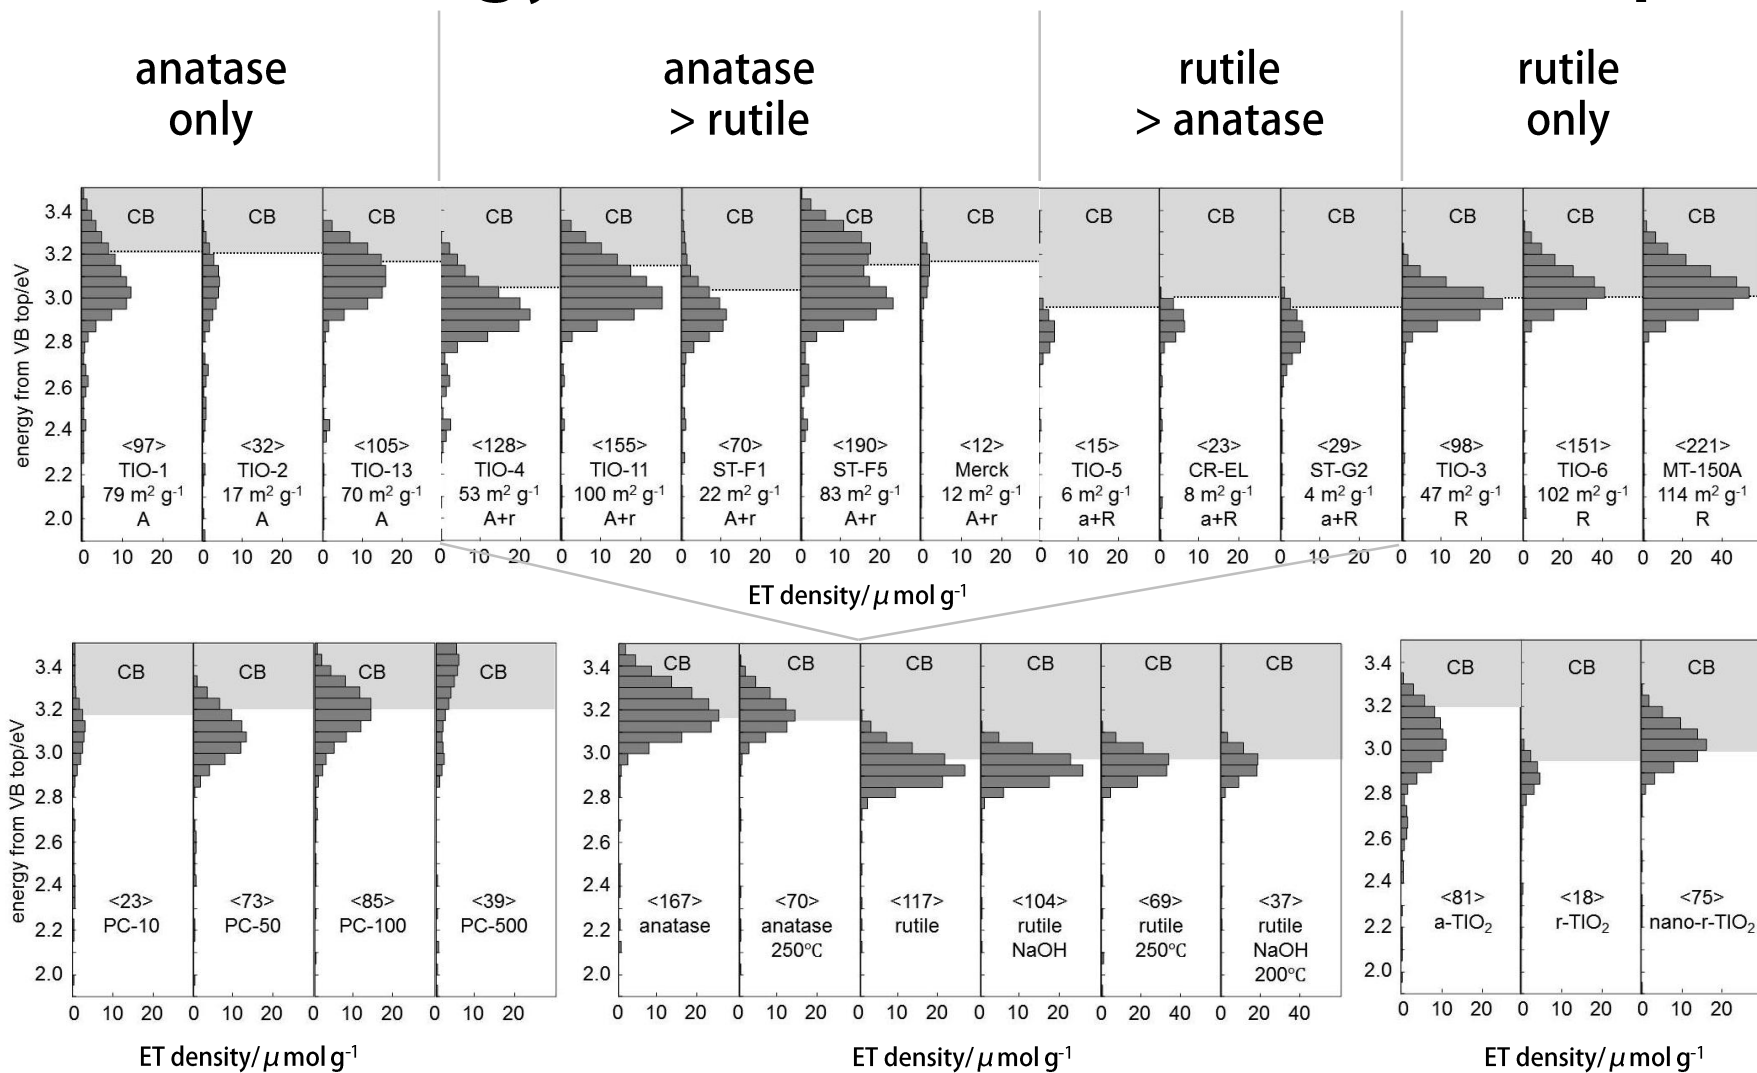 anatase
only
anatase
> rutile
rutile
> anatase
rutile
only
energy from VB top/eV
3.4
3.2
3.0
2.8
2.6
2.4
2.2
2.0
CB
<97>
TIO-1
79 m² g⁻¹
A
0 10 20
CB
<32>
TIO-2
17 m² g⁻¹
A
0 10 20
CB
<105>
TIO-13
70 m² g⁻¹
A
0 10 20
CB
<128>
TIO-4
53 m² g⁻¹
A+r
0 10 20
CB
<155>
TIO-11
100 m² g⁻¹
A+r
0 10 20
CB
<70>
ST-F1
22 m² g⁻¹
A+r
0 10 20
CB
<190>
ST-F5
83 m² g⁻¹
A+r
0 10 20
CB
<12>
Merck
12 m² g⁻¹
A+r
0 10 20
CB
<15>
TIO-5
6 m² g⁻¹
a+R
0 10 20
CB
<23>
CR-EL
8 m² g⁻¹
a+R
0 10 20
CB
<29>
ST-G2
4 m² g⁻¹
a+R
0 10 20
CB
<98>
TIO-3
47 m² g⁻¹
R
0 10 20
CB
<151>
TIO-6
102 m² g⁻¹
R
0 20 40
CB
<221>
MT-150A
114 m² g⁻¹
R
0 20 40
ET density/ μ mol g⁻¹
energy from VB top/eV
3.4
3.2
3.0
2.8
2.6
2.4
2.2
2.0
CB
<23>
PC-10
0 10 20
CB
<73>
PC-50
0 10 20
CB
<85>
PC-100
0 10 20
CB
<39>
PC-500
0 10 20
ET density/ μ mol g⁻¹
3.4
3.2
3.0
2.8
2.6
2.4
2.2
2.0
CB
<167>
anatase
0 10 20
CB
<70>
anatase
250℃
0 10 20
CB
<117>
rutile
0 10 20
CB
<104>
rutile
NaOH
0 10 20
CB
<69>
rutile
250℃
0 20 40
CB
<37>
rutile
NaOH
200℃
0 20 40
ET density/ μ mol g⁻¹
3.4
3.2
3.0
2.8
2.6
2.4
2.2
2.0
CB
<81>
a-TIO₂
0 10 20
CB
<18>
r-TIO₂
0 10 20
CB
<75>
nano-r-TIO₂
0 10 20
ET density/ μ mol g⁻¹